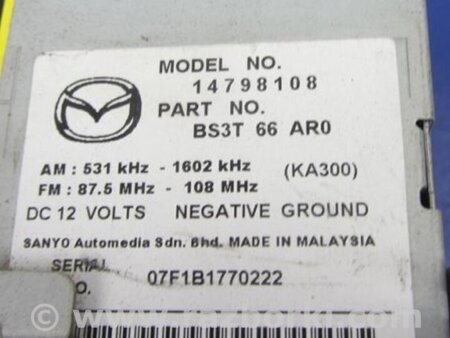 MODEL NO.
14798108
PART NO.
BS3T 66 AR0
AM : 531 kHz - 1602 kHz (KA300)
FM : 87.5 MHz - 108 MHz
DC 12 VOLTS NEGATIVE GROUND
SANYO Automedia Sdn. Bhd. MADE IN MALAYSIA
SERIAL
O. 07F1B1770222